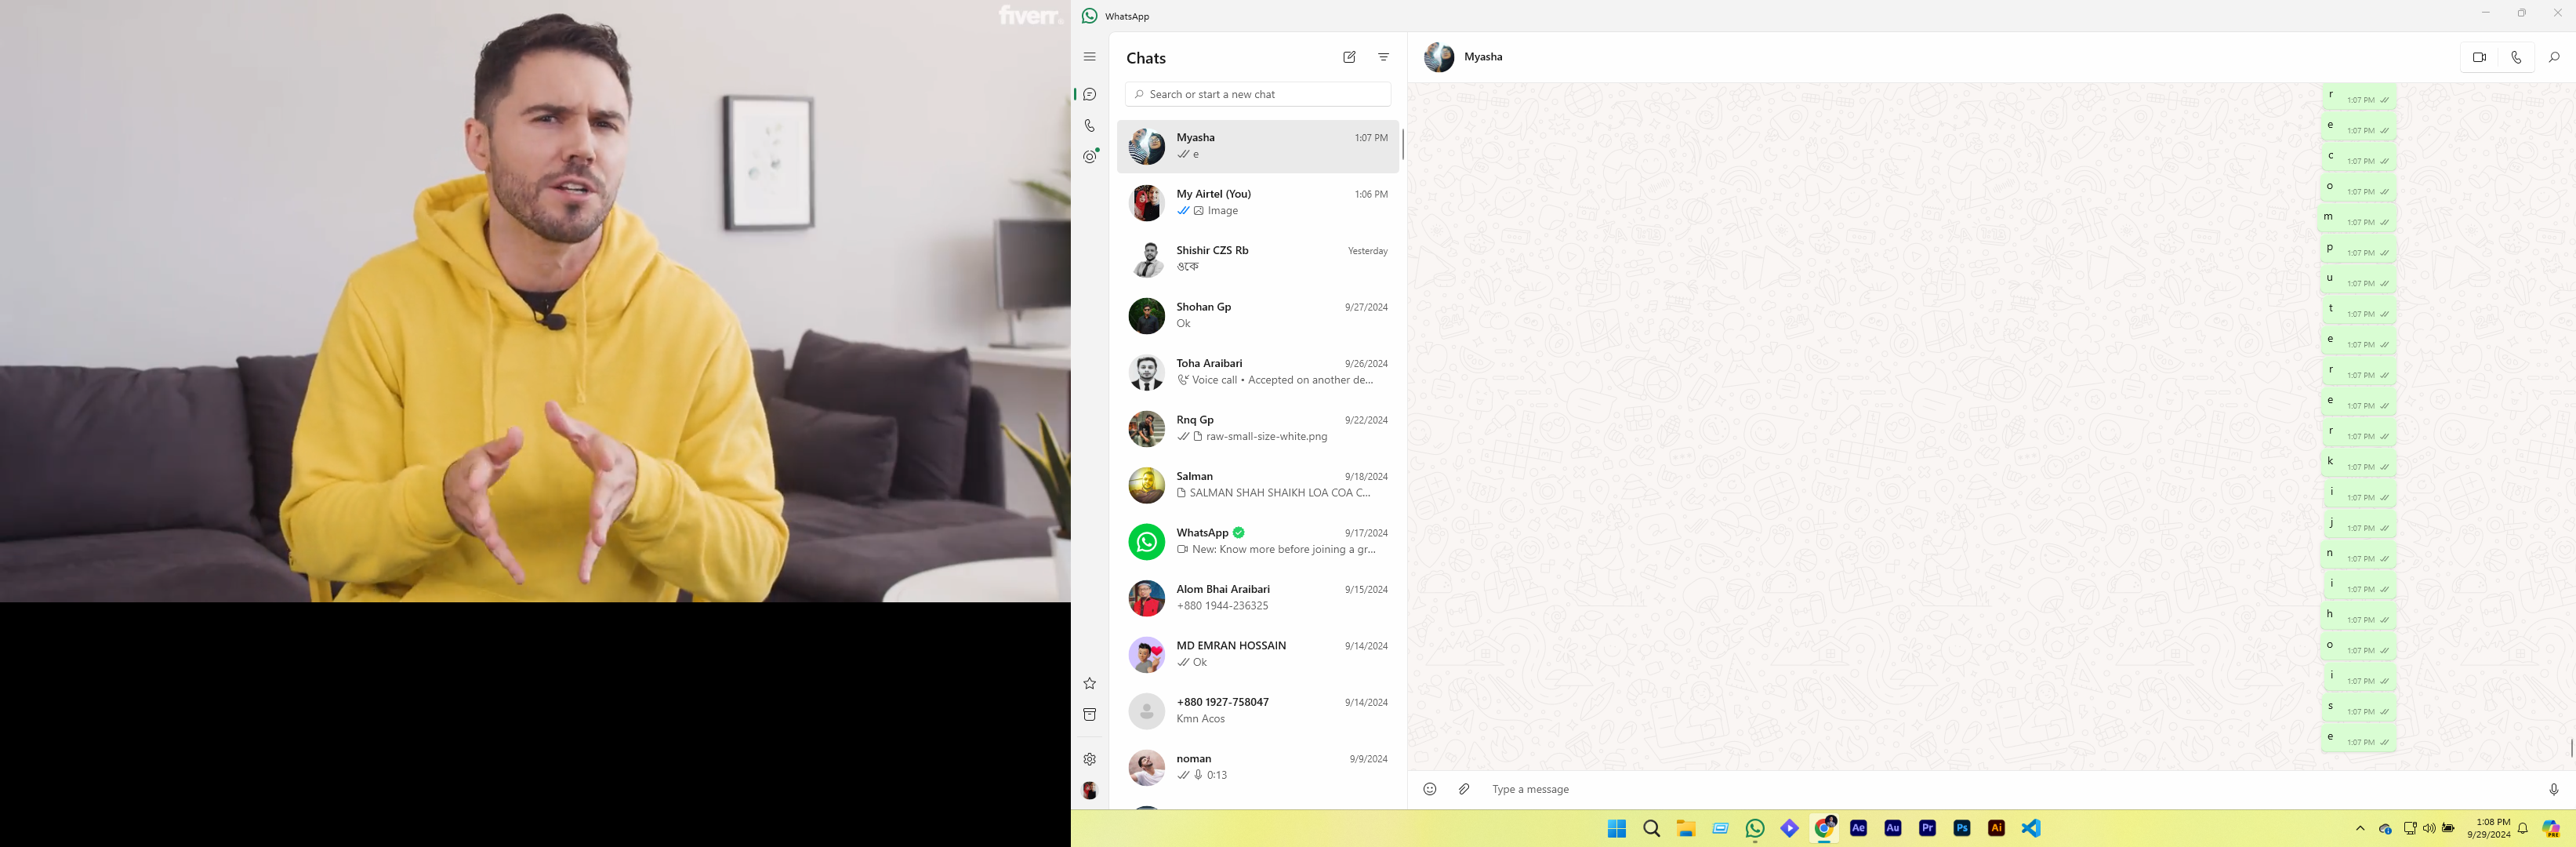 fiverr.
WhatsApp
Chats
Search or start a new chat
Myasha
1:07 PM
e
My Airtel (You)
1:06 PM
Image
Shishir CZS Rb
Yesterday
ওকে
Shohan Gp
9/27/2024
Ok
Toha Araibari
9/26/2024
Voice call • Accepted on another de...
Rnq Gp
9/22/2024
raw-small-size-white.png
Salman
9/18/2024
SALMAN SHAH SHAIKH LOA COA C...
WhatsApp
9/17/2024
New: Know more before joining a gr...
Alom Bhai Araibari
9/15/2024
+880 1944-236325
MD EMRAN HOSSAIN
9/14/2024
Ok
+880 1927-758047
9/14/2024
Kmn Acos
noman
9/9/2024
0:13
Myasha
r 1:07 PM
e 1:07 PM
c 1:07 PM
o 1:07 PM
m 1:07 PM
p 1:07 PM
u 1:07 PM
t 1:07 PM
e 1:07 PM
r 1:07 PM
e 1:07 PM
r 1:07 PM
k 1:07 PM
i 1:07 PM
j 1:07 PM
n 1:07 PM
i 1:07 PM
h 1:07 PM
o 1:07 PM
i 1:07 PM
s 1:07 PM
e 1:07 PM
Type a message
Ae
Au
Pr
Ps
Ai
1:08 PM
9/29/2024
PRE